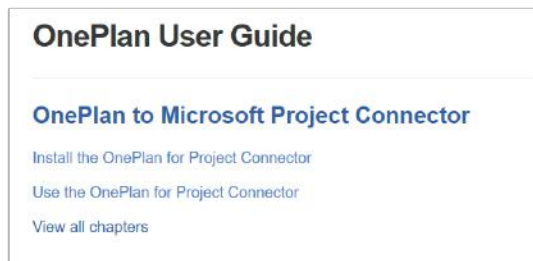 OnePlan User Guide
OnePlan to Microsoft Project Connector
Install the OnePlan for Project Connector
Use the OnePlan for Project Connector
View all chapters